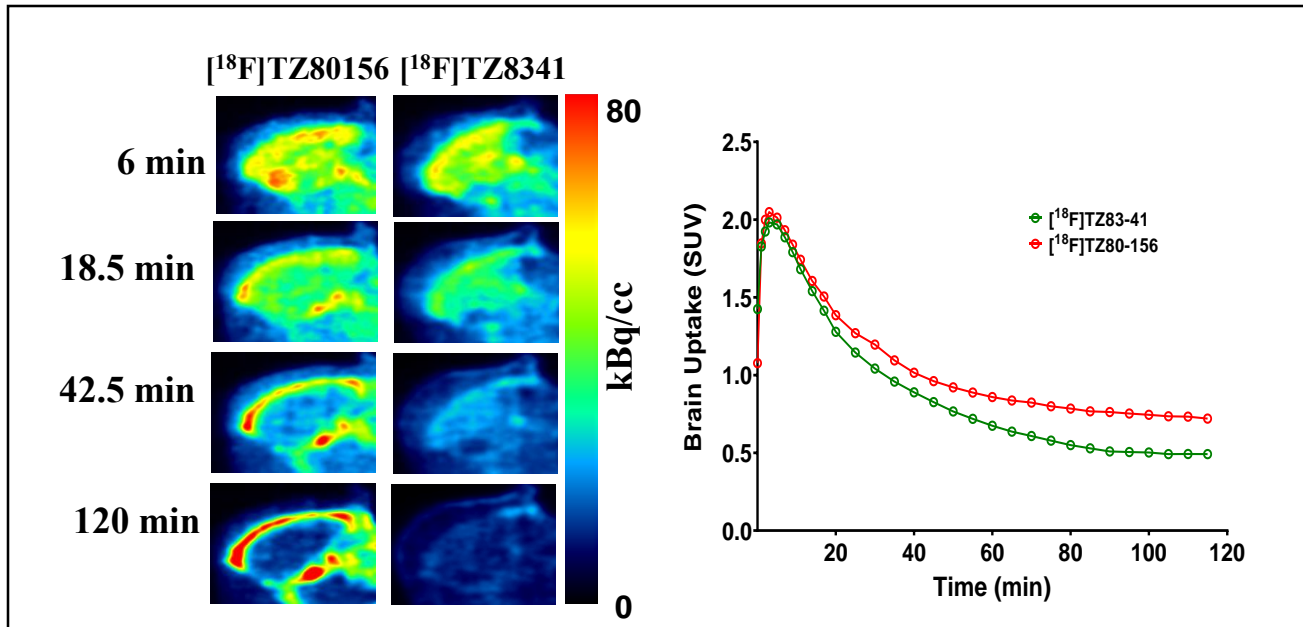 [¹⁸F]TZ80156 [¹⁸F]TZ8341
6 min
18.5 min
42.5 min
120 min
80
kBq/cc
0
Brain Uptake (SUV)
2.5
2.0
1.5
1.0
0.5
0.0
[¹⁸F]TZ83-41
[¹⁸F]TZ80-156
20 40 60 80 100 120
Time (min)